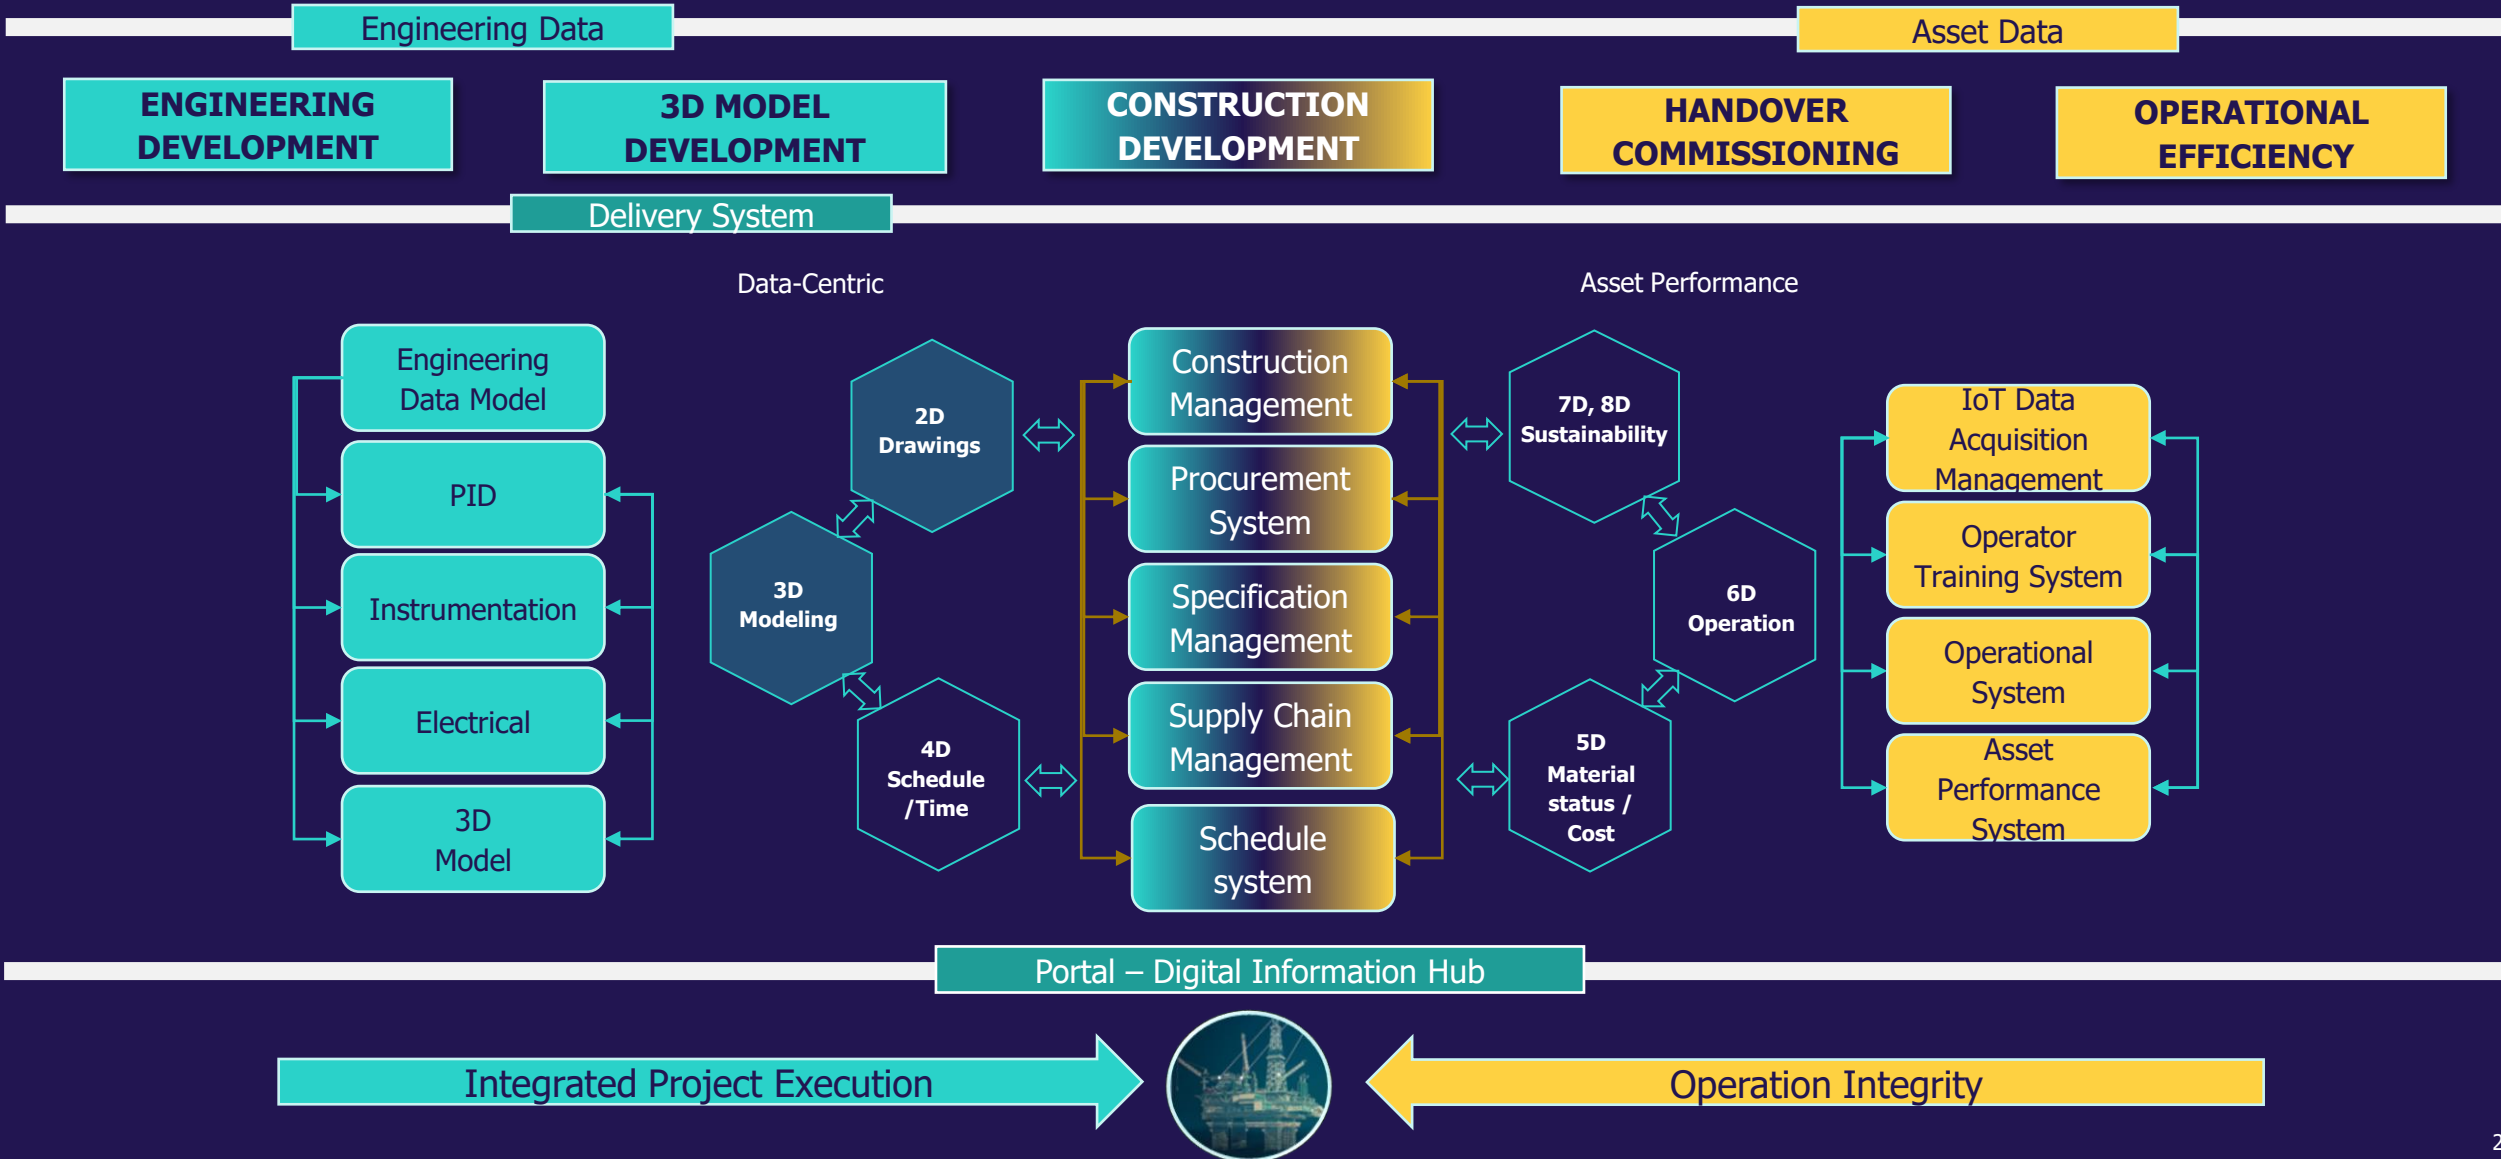 Engineering Data
Asset Data
ENGINEERING
DEVELOPMENT
3D MODEL
DEVELOPMENT
CONSTRUCTION
DEVELOPMENT
HANDOVER
COMMISSIONING
OPERATIONAL
EFFICIENCY
Delivery System
Data-Centric
Asset Performance
Engineering
Data Model
PID
Instrumentation
Electrical
3D
Model
2D
Drawings
3D
Modeling
4D
Schedule
/Time
Construction
Management
Procurement
System
Specification
Management
Supply Chain
Management
Schedule
system
7D, 8D
Sustainability
6D
Operation
5D
Material
status /
Cost
IoT Data
Acquisition
Management
Operator
Training System
Operational
System
Asset
Performance
System
Portal – Digital Information Hub
Integrated Project Execution
Operation Integrity
2